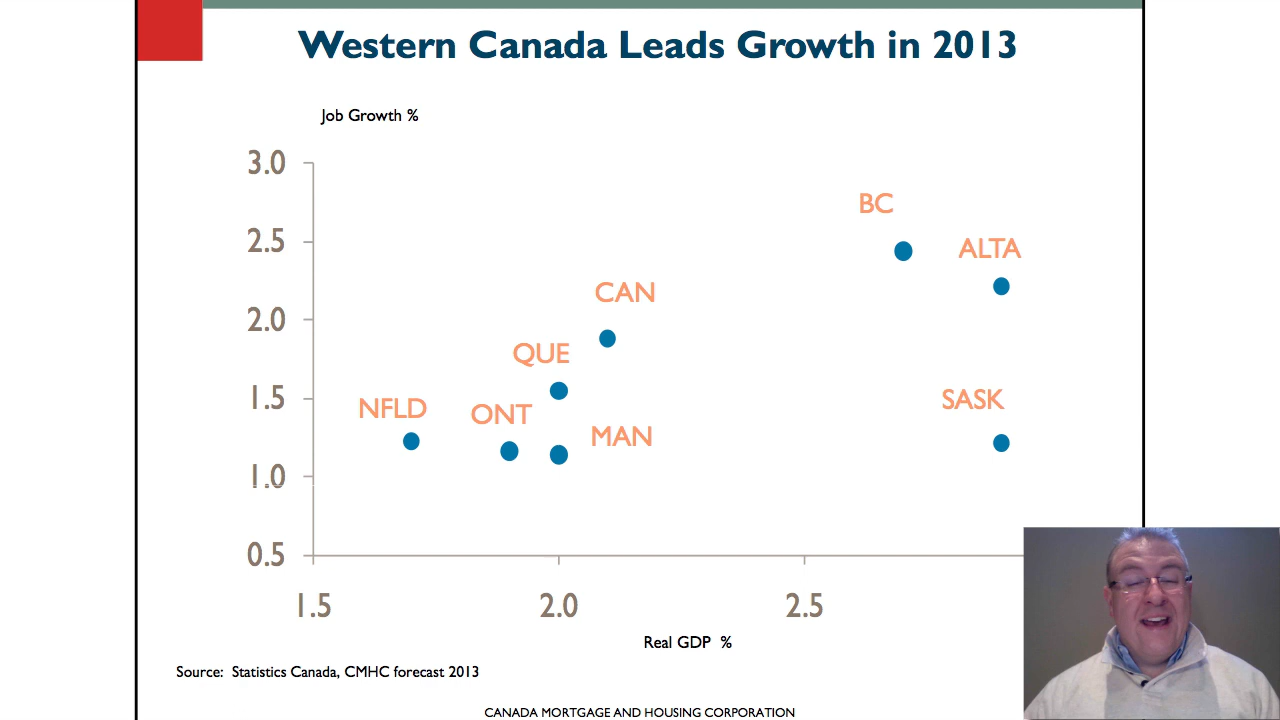 Western Canada Leads Growth in 2013
Job Growth %
3.0
BC
2.5
ALTA
CAN
2.0
QUE
1.5
NFLD
ONT
SASK
MAN
1.0
0.5
1.5 2.0 2.5
Real GDP %
Source: Statistics Canada, CMHC forecast 2013
CANADA MORTGAGE AND HOUSING CORPORATION